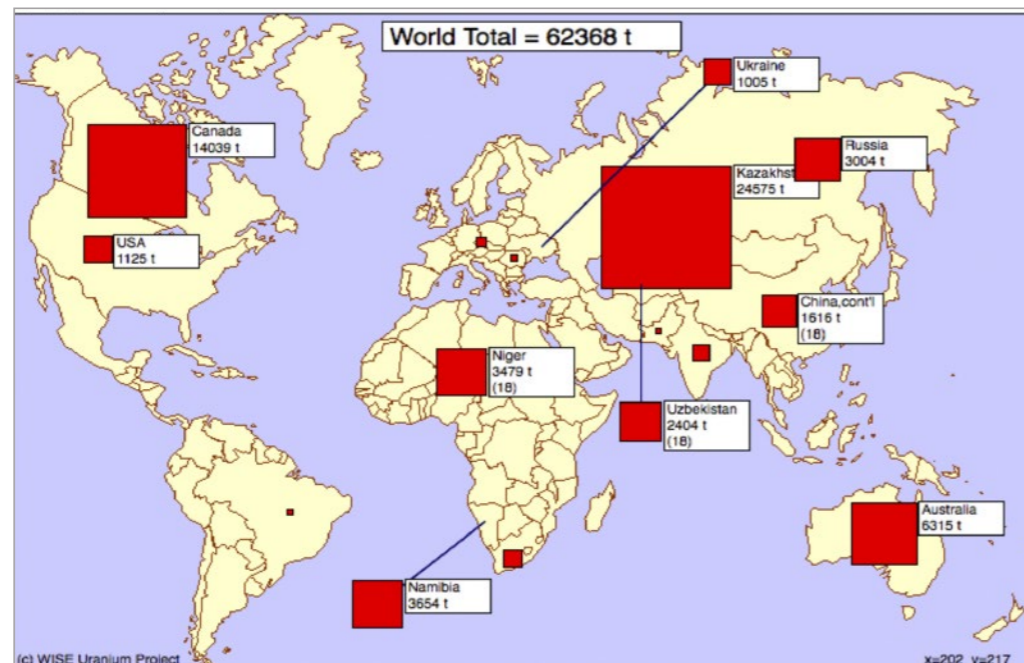 World Total = 62368 t
Ukraine
1005 t
Canada
14039 t
Russia
3004 t
Kazakhst
24575 t
USA
1125 t
China,cont'l
1616 t
(18)
Niger
3479 t
(18)
Uzbekistan
2404 t
(18)
Australia
6315 t
Namibia
3654 t
(c) WISE Uranium Project
x=202 y=217